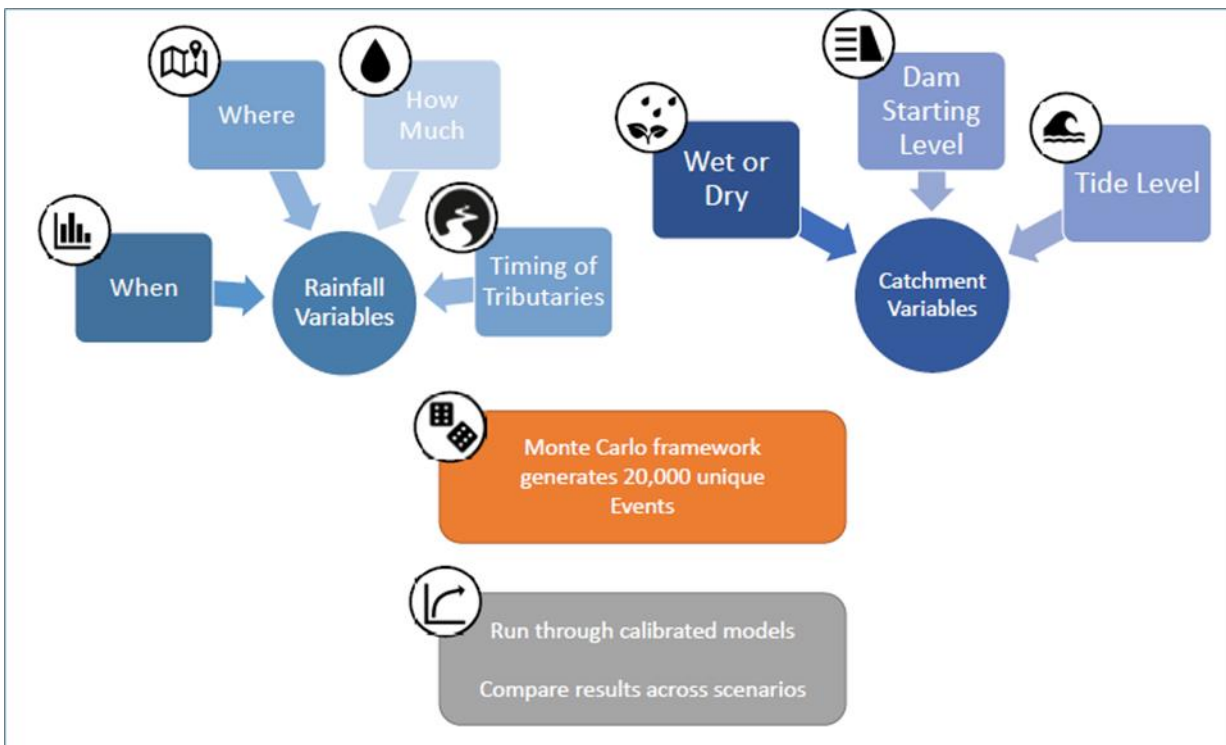 Where
How
Much
When
Rainfall
Variables
Timing of
Tributaries
Wet or
Dry
Dam
Starting
Level
Tide Level
Catchment
Variables
Monte Carlo framework
generates 20,000 unique
Events
Run through calibrated models
Compare results across scenarios